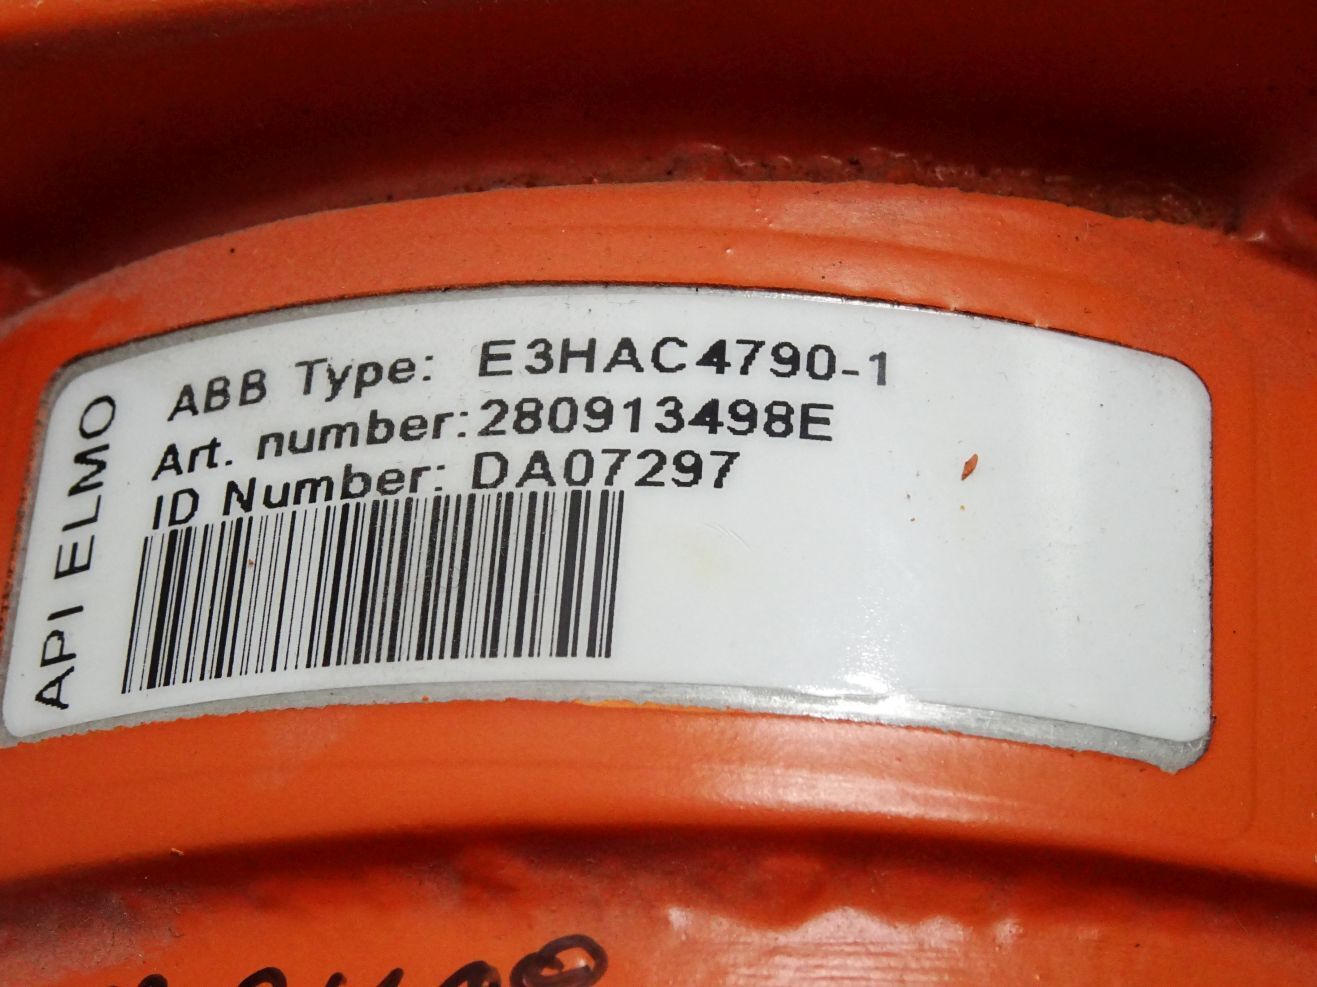 API ELMO
ABB Type: E3HAC4790-1
Art. number:280913498E
ID Number: DA07297